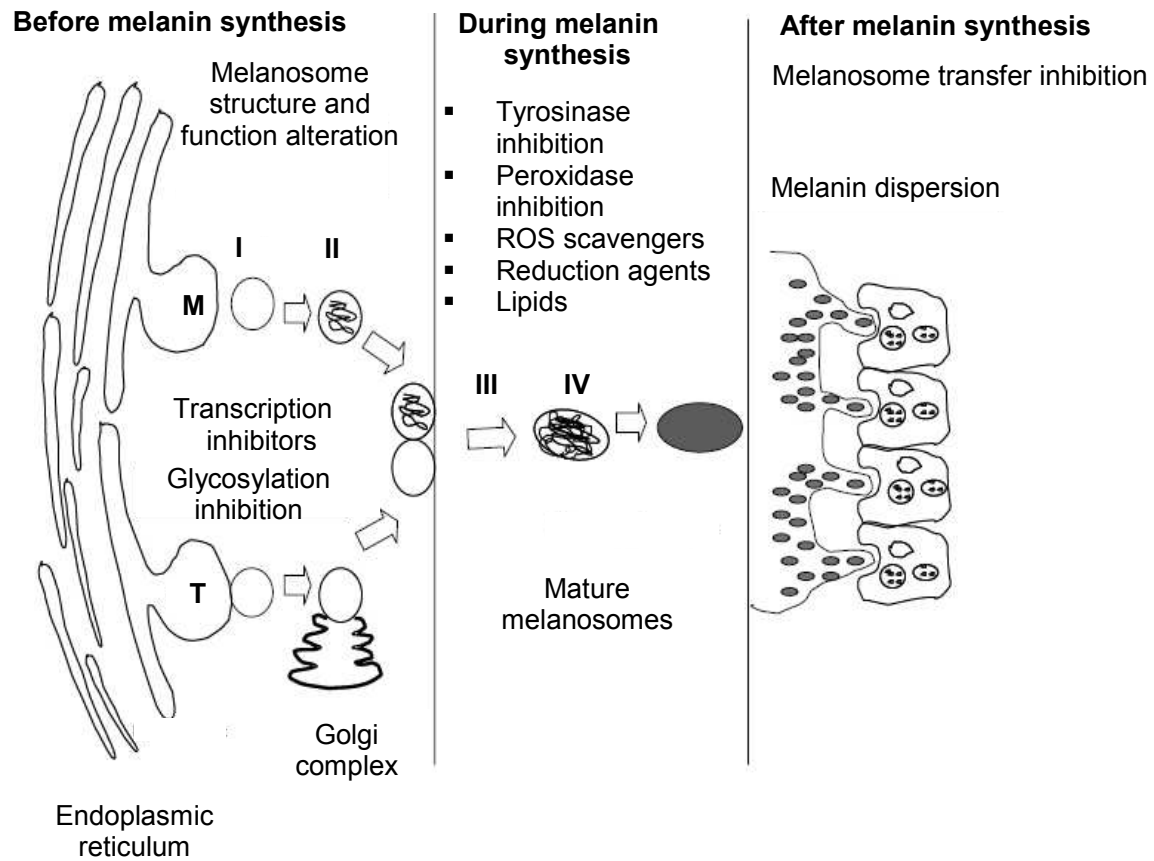 Before melanin synthesis
Melanosome
structure and
function alteration
I
II
M
Transcription
inhibitors
Glycosylation
inhibition
T
Golgi
complex
Endoplasmic
reticulum
During melanin
synthesis
▪ Tyrosinase
inhibition
▪ Peroxidase
inhibition
▪ ROS scavengers
▪ Reduction agents
▪ Lipids
III
IV
Mature
melanosomes
After melanin synthesis
Melanosome transfer inhibition
Melanin dispersion